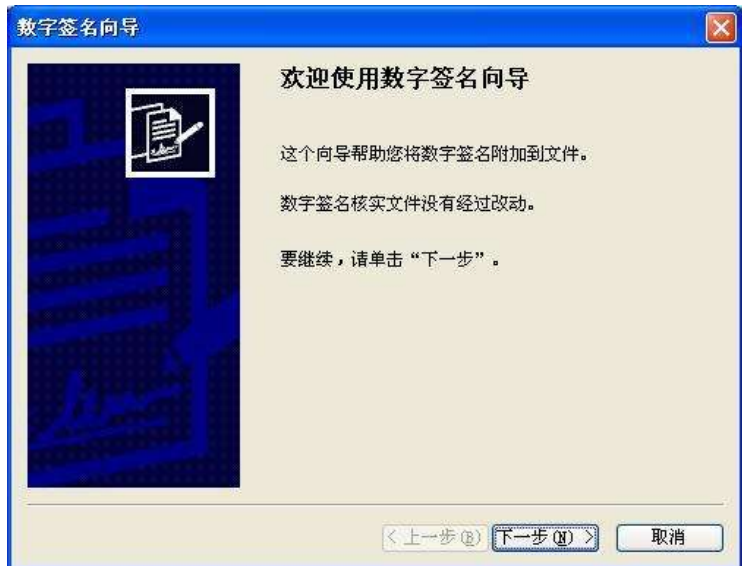 数字签名向导
欢迎使用数字签名向导
这个向导帮助您将数字签名附加到文件。
数字签名核实文件没有经过改动。
要继续，请单击“下一步”。
< 上一步(B) 下一步(N) > 取消